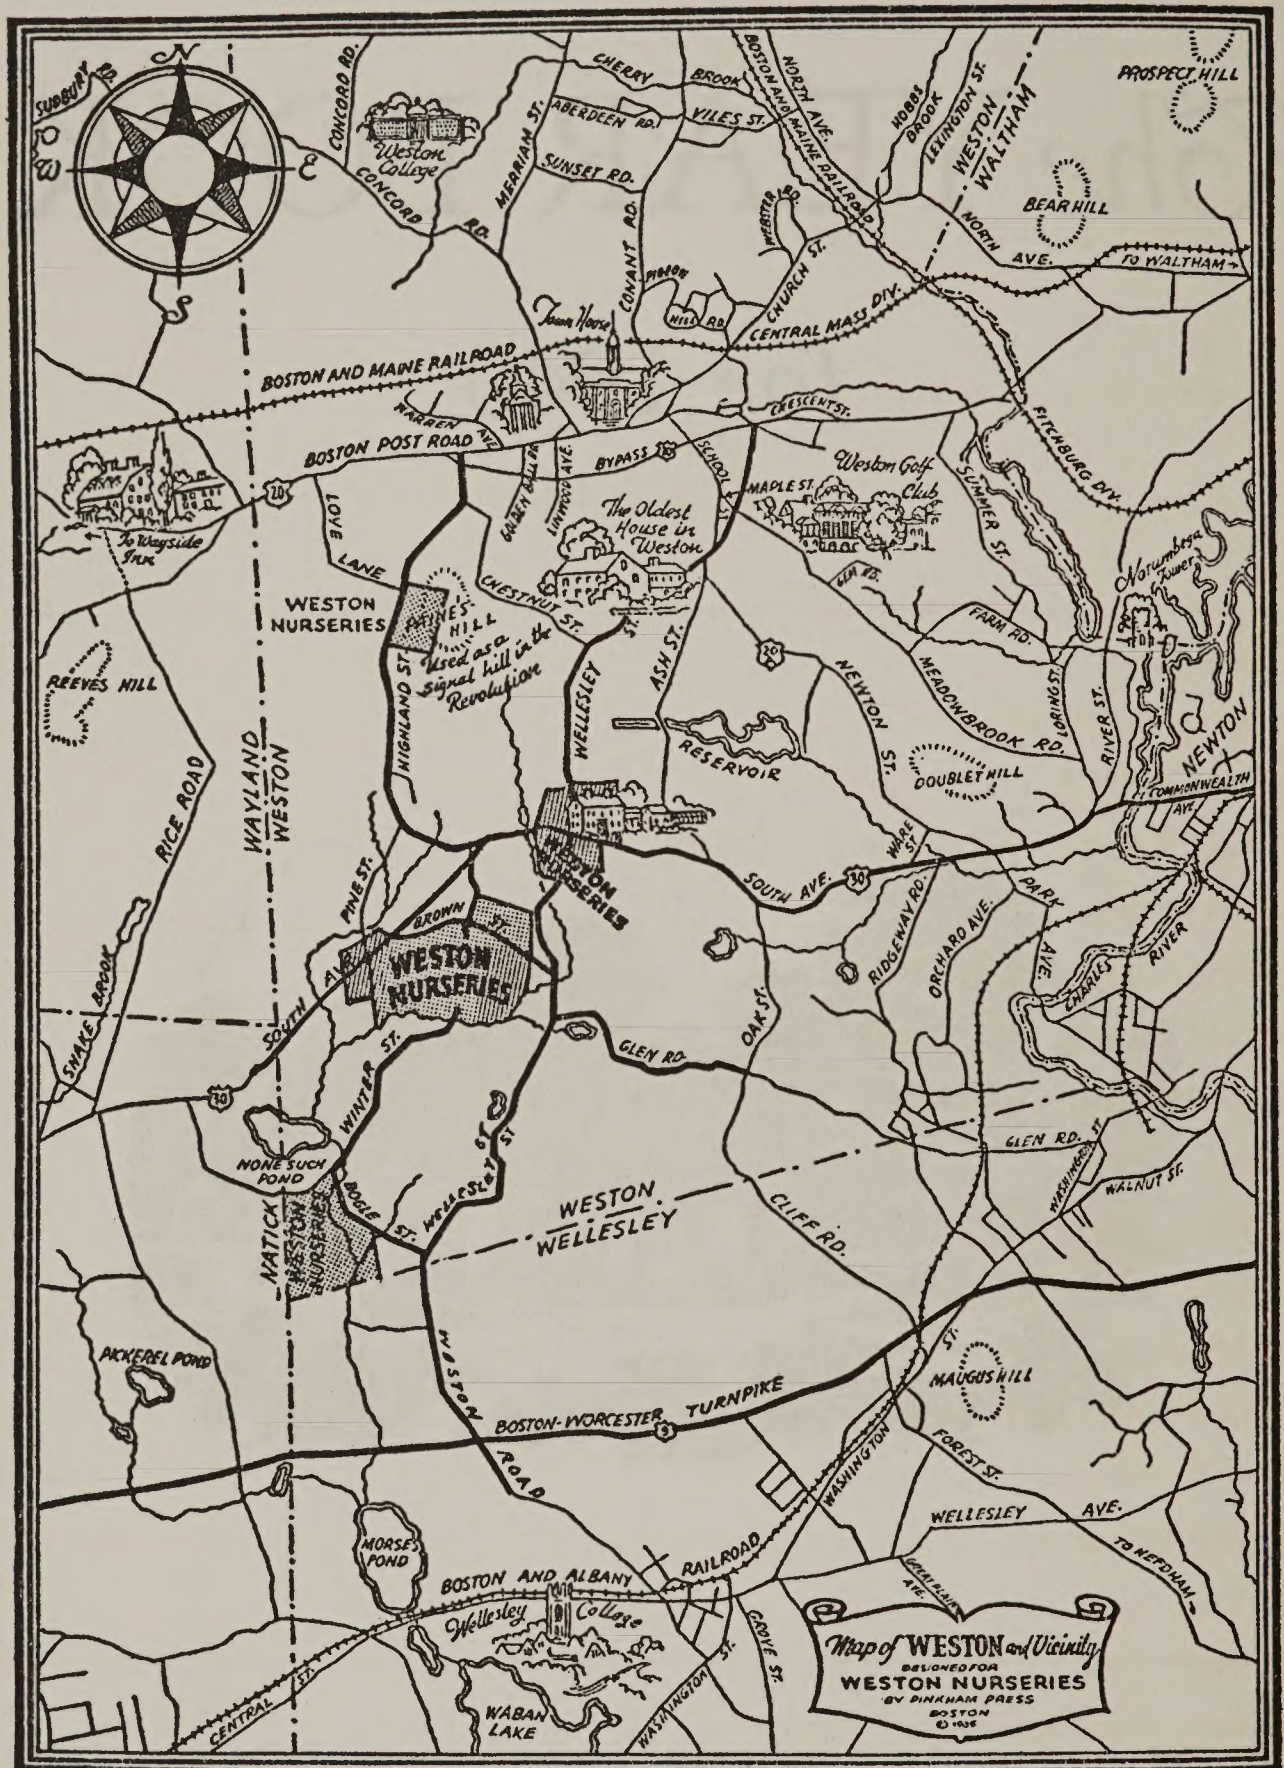 N
SUDBURY RD.
CONCORD RD.
CHERRY BROOK
BOSTON AND MAINE RAILROAD
NORTH AVE.
HOBBS BROOK
LEXINGTON ST.
WESTON
WALTHAM
PROSPECT HILL
W
E
S
Weston
College
MERRIAM ST.
ABERDEEN RD.
VILES ST.
SUNSET RD.
CONCORD RD.
CONANT RD.
WEBSTER RD.
CHURCH ST.
BEAR HILL
NORTH AVE.
TO WALTHAM
PIGEON
HILL RD
Town House
CENTRAL MASS DIV.
BOSTON AND MAINE RAILROAD
WARREN AVE
CRESCENT ST.
FITCHBURG DIV.
BOSTON POST ROAD
BYPASS 20
20
GOLDEN BALL RD
LINWOOD AVE.
SCHOOL ST
MAPLE ST.
Weston Golf
Club
SUMMER ST.
To Wayside
Inn
LOVE LANE
The Oldest
House in
Weston
Norumbega
Tower
ELM RD.
FARM RD.
WESTON
NURSERIES
PAINE'S
HILL
Used as a
signal hill in the
Revolution
CHESTNUT ST.
WELLESLEY ST.
ASH ST.
20
NEWTON ST.
MEADOWBROOK RD.
LORING ST.
RIVER ST.
NEWTON
REEVES HILL
HIGHLAND ST.
RESERVOIR
DOUBLET HILL
COMMONWEALTH
AVE.
WAYLAND
WESTON
RICE ROAD
PINE ST.
WESTON
NURSERIES
SOUTH AVE.
30
WARE ST.
PARK AVE.
RIDGEWAY RD.
ORCHARD AVE.
CHARLES RIVER
BROWN ST.
WESTON
NURSERIES
SOUTH AVE.
SNAKE BROOK
30
WINTER ST.
GLEN RD.
OAK ST.
NONE SUCH
POND
BOGLE ST.
WELLESLEY ST
GLEN RD.
WASHINGTON ST
WALNUT ST.
NATICK
WESTON
NURSERIES
WESTON
WELLESLEY
CLIFF RD.
PICKEREL POND
WESTON ROAD
BOSTON-WORCESTER 9 TURNPIKE
WASHINGTON ST.
MAUGUS HILL
FOREST ST.
WELLESLEY AVE.
TO NEEDHAM
MORSES
POND
BOSTON AND ALBANY RAILROAD
GREAT PLAIN
AVE.
Wellesley College
GROVE ST.
WASHINGTON ST.
CENTRAL ST.
WABAN
LAKE
Map of WESTON and Vicinity
DESIGNED FOR
WESTON NURSERIES
BY PINKHAM PRESS
BOSTON